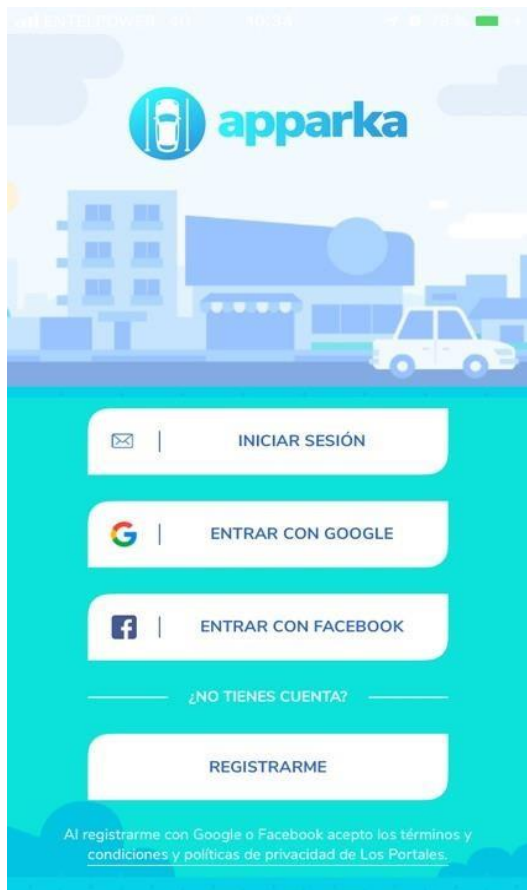 apparka
INICIAR SESIÓN
ENTRAR CON GOOGLE
ENTRAR CON FACEBOOK
¿NO TIENES CUENTA?
REGISTRARME
Al registrarme con Google o Facebook acepto los términos y
condiciones y políticas de privacidad de Los Portales.